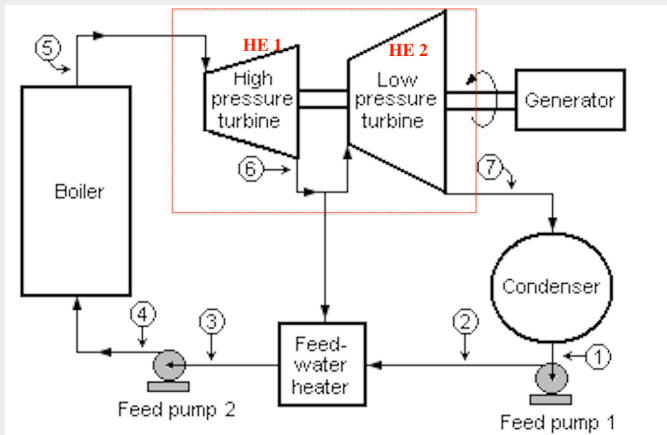 HE 1
HE 2
5
High
pressure
turbine
Low
pressure
turbine
Generator
6
7
Boiler
Condenser
4
3
2
1
Feed-
water
heater
Feed pump 2
Feed pump 1